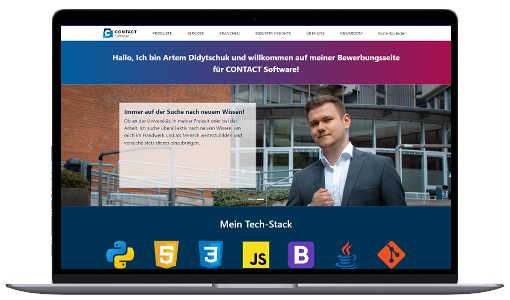 CONTACT
Software
PRODUKTE
SERVICES
BRANCHEN
INDUSTRY INSIGHTS
ÜBER UNS
NEWSROOM
Hallo, Ich bin Artem Didytschuk und willkommen auf meiner Bewerbungsseite
für CONTACT Software!
Immer auf der Suche nach neuem Wissen!
Ob an der Universität, in meiner Freizeit oder bei der
Arbeit, ich suche überall aktiv nach neuem Wissen, um
mich im Handwerk und als Mensch weiterzubilden und
versuche stets dieses einzubringen.
Mein Tech-Stack
5
3
JS
B